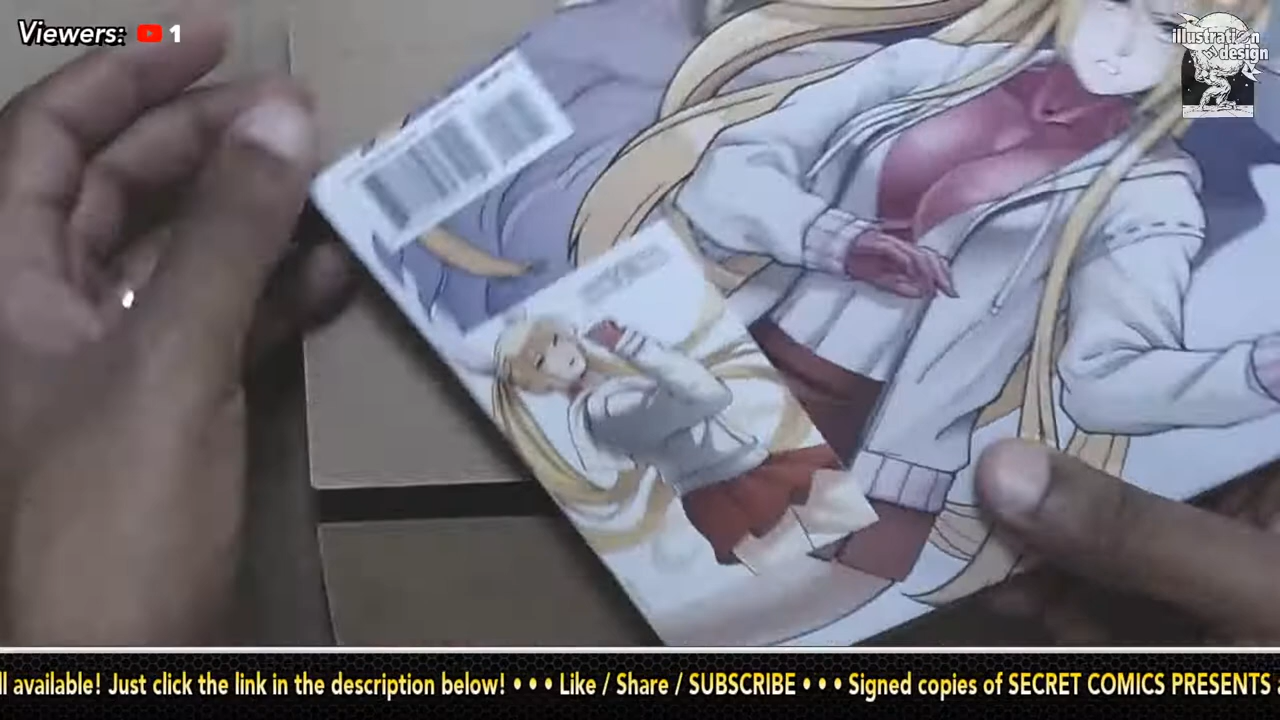 Viewers: 1
illustration
design
ll available! Just click the link in the description below! • • • Like / Share / SUBSCRIBE • • • Signed copies of SECRET COMICS PRESENTS